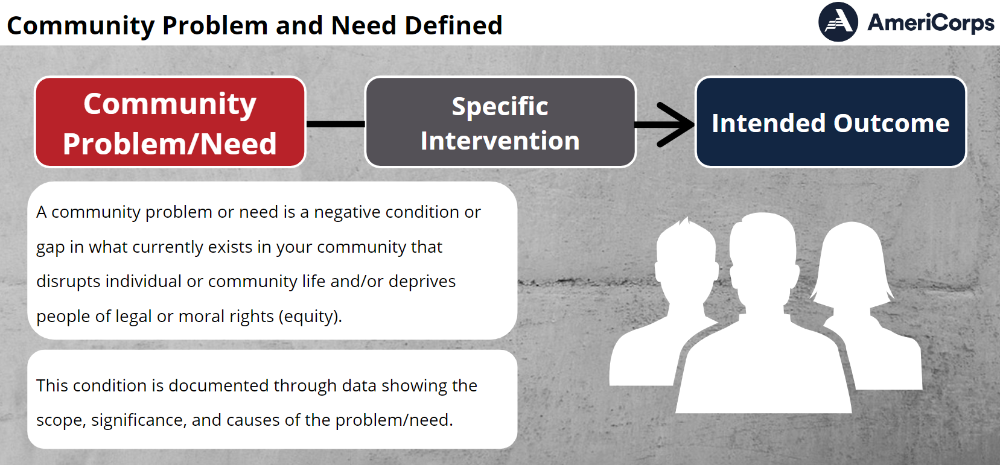 Community Problem and Need Defined
AmeriCorps
Community
Problem/Need
Specific
Intervention
Intended Outcome
A community problem or need is a negative condition or
gap in what currently exists in your community that
disrupts individual or community life and/or deprives
people of legal or moral rights (equity).
This condition is documented through data showing the
scope, significance, and causes of the problem/need.